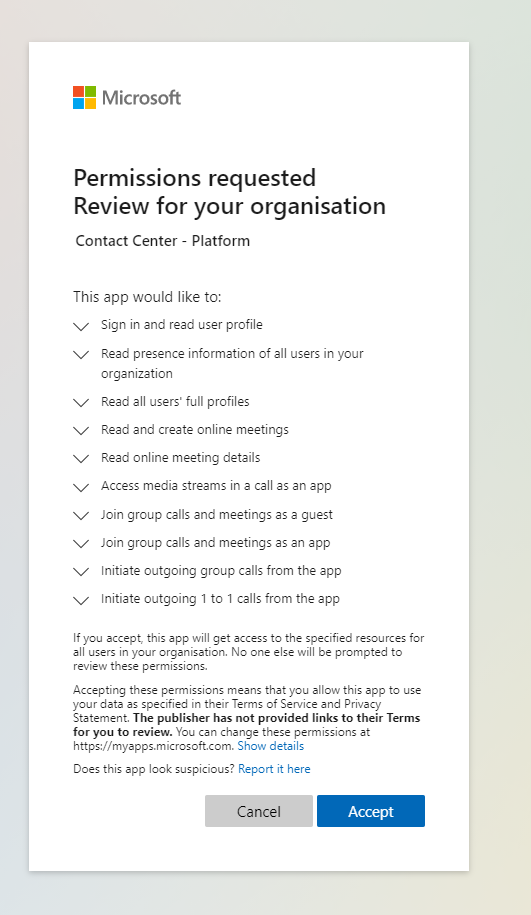 Microsoft
Permissions requested
Review for your organisation
Contact Center - Platform
This app would like to:
Sign in and read user profile
Read presence information of all users in your
organization
Read all users' full profiles
Read and create online meetings
Read online meeting details
Access media streams in a call as an app
Join group calls and meetings as a guest
Join group calls and meetings as an app
Initiate outgoing group calls from the app
Initiate outgoing 1 to 1 calls from the app
If you accept, this app will get access to the specified resources for
all users in your organisation. No one else will be prompted to
review these permissions.
Accepting these permissions means that you allow this app to use
your data as specified in their Terms of Service and Privacy
Statement. The publisher has not provided links to their Terms
for you to review. You can change these permissions at
https://myapps.microsoft.com. Show details
Does this app look suspicious? Report it here
Cancel Accept